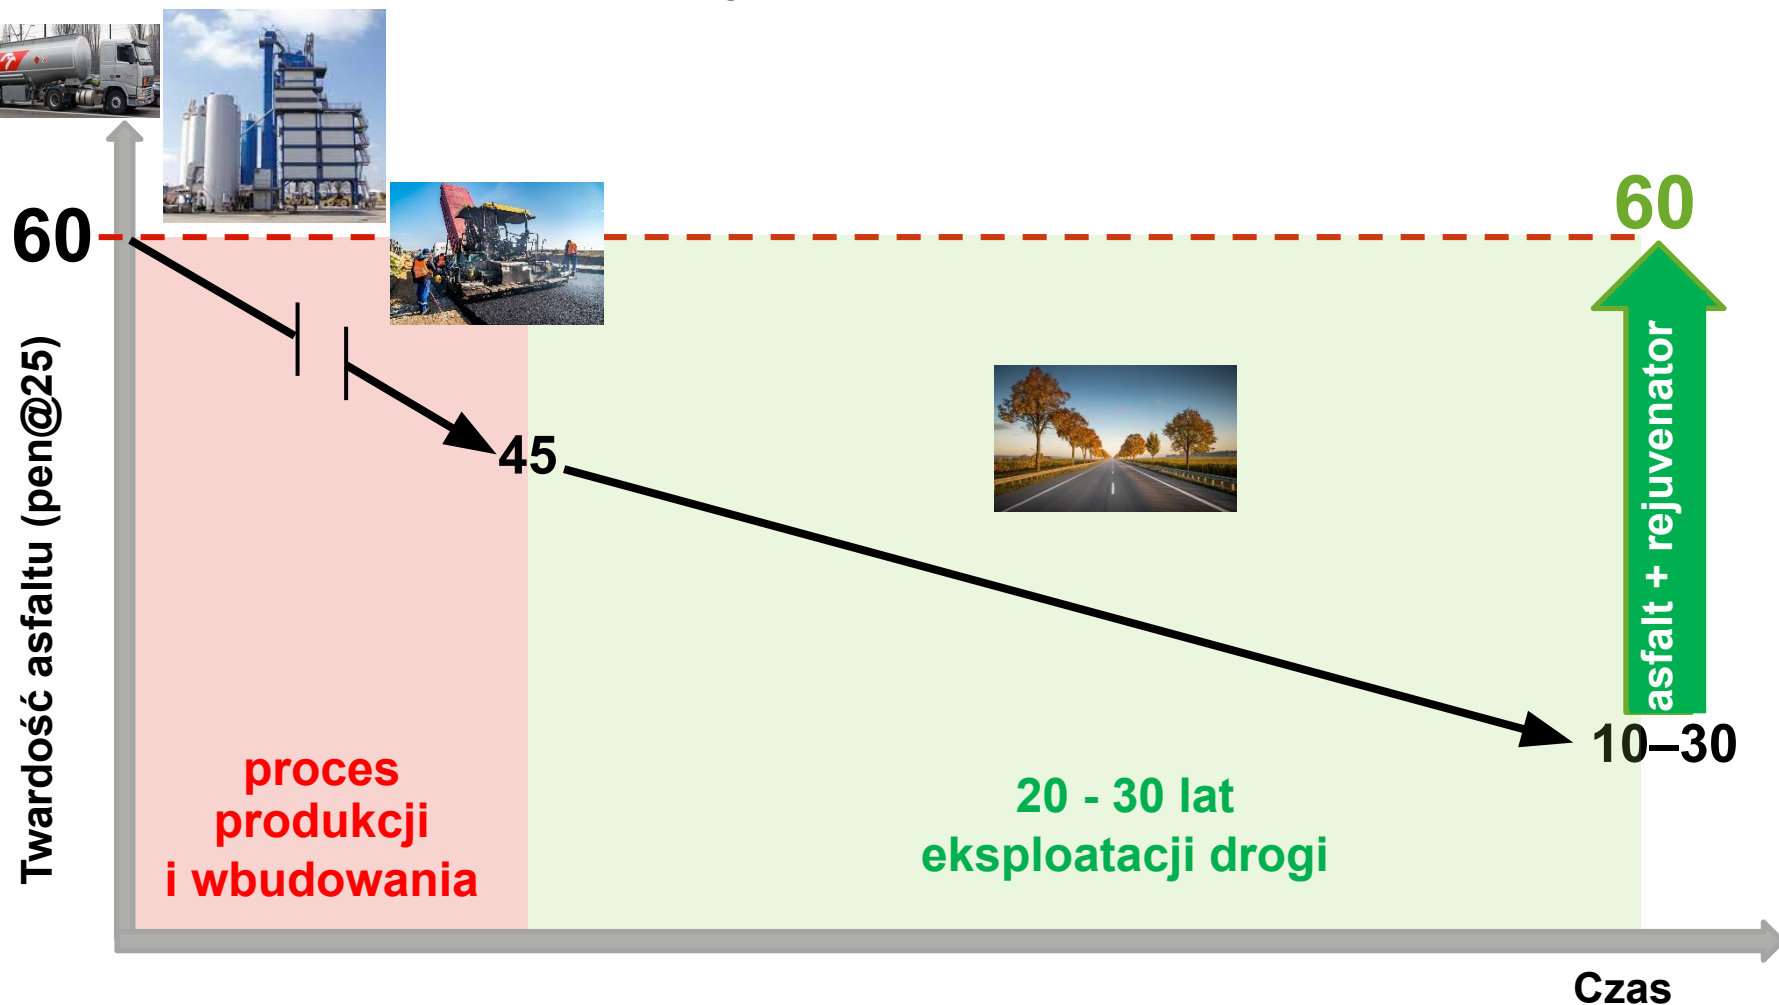 60
60
Twardość asfaltu (pen@25)
45
asfalt + rejuvenator
10–30
proces
produkcji
i wbudowania
20 - 30 lat
eksploatacji drogi
Czas